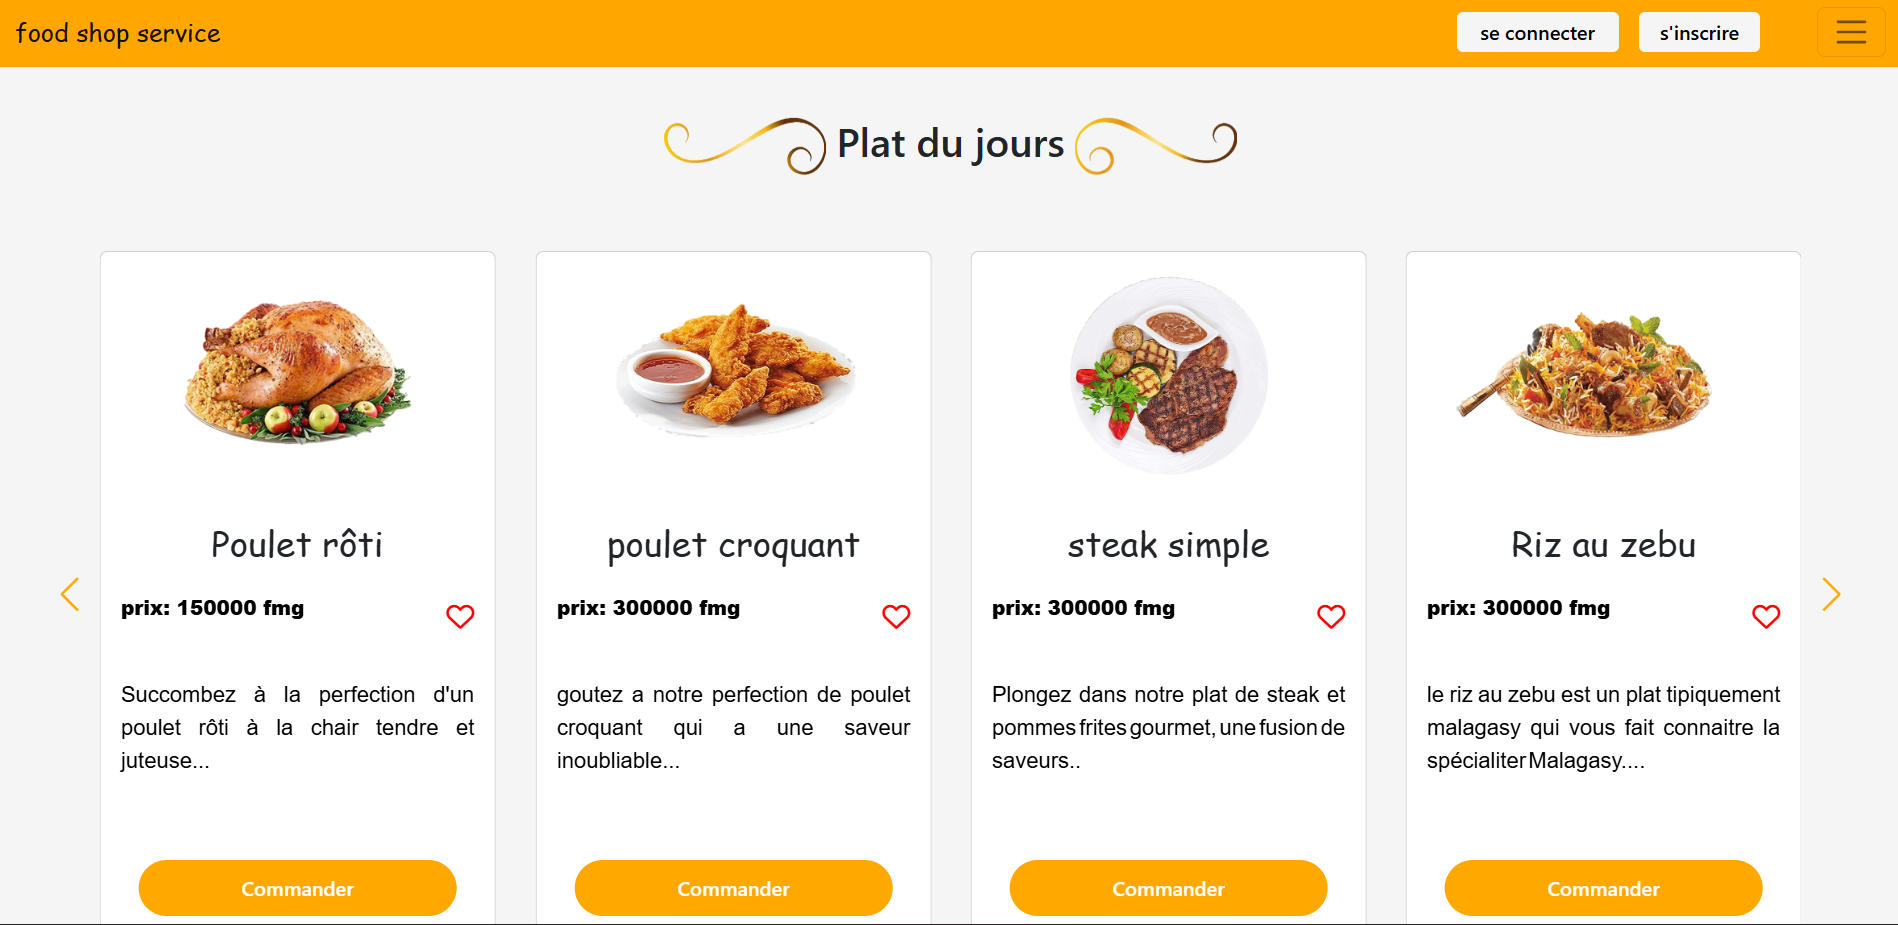 food shop service
se connecter
s'inscrire
Plat du jours
Poulet rôti
prix: 150000 fmg
Succombez à la perfection d'un
poulet rôti à la chair tendre et
juteuse...
Commander
poulet croquant
prix: 300000 fmg
goutez a notre perfection de poulet
croquant qui a une saveur
inoubliable...
Commander
steak simple
prix: 300000 fmg
Plongez dans notre plat de steak et
pommes frites gourmet, une fusion de
saveurs..
Commander
Riz au zebu
prix: 300000 fmg
le riz au zebu est un plat tipiquement
malagasy qui vous fait connaitre la
spécialiter Malagasy....
Commander